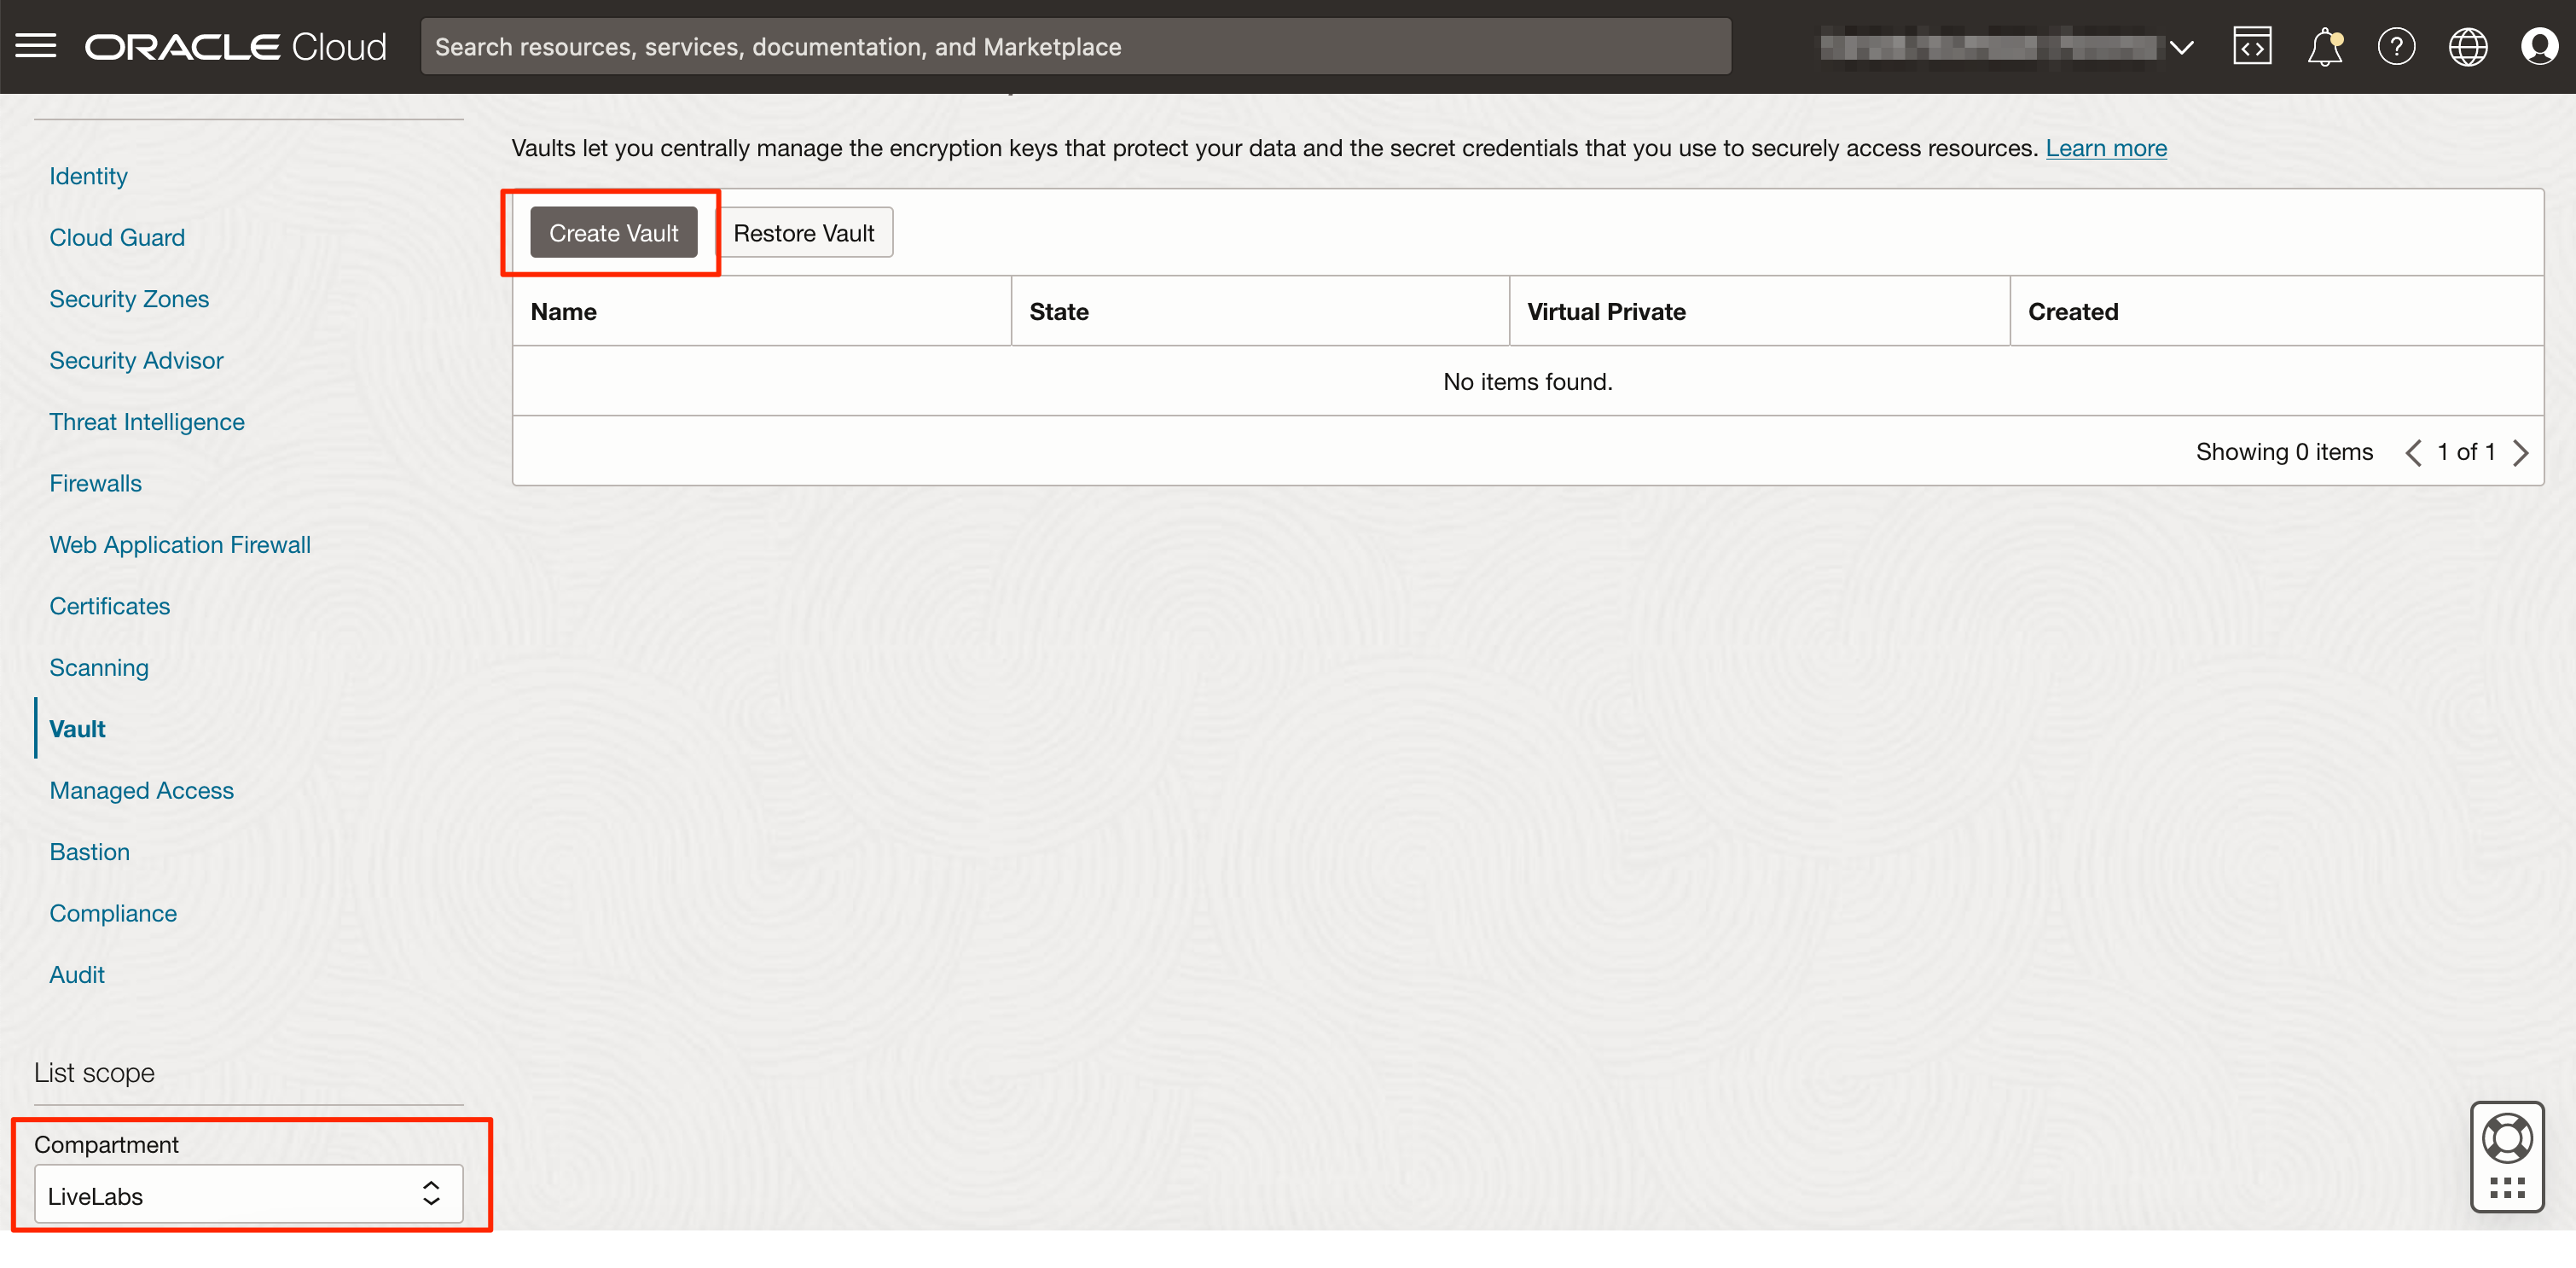 ORACLE Cloud
Search resources, services, documentation, and Marketplace
Vaults let you centrally manage the encryption keys that protect your data and the secret credentials that you use to securely access resources. Learn more
Identity
Cloud Guard
Security Zones
Security Advisor
Threat Intelligence
Firewalls
Web Application Firewall
Certificates
Scanning
Vault
Managed Access
Bastion
Compliance
Audit
List scope
Compartment
LiveLabs
Create Vault Restore Vault
Name State Virtual Private Created
No items found.
Showing 0 items 1 of 1